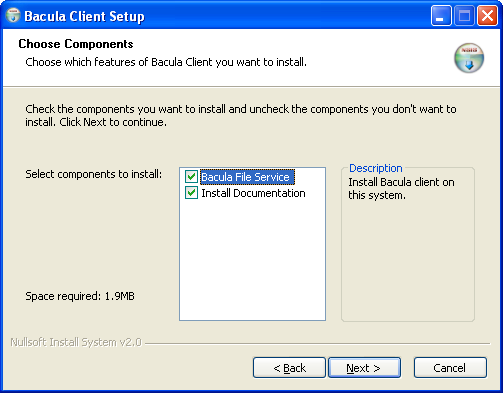 Bacula Client Setup
Choose Components
Choose which features of Bacula Client you want to install.
Check the components you want to install and uncheck the components you don't want to
install. Click Next to continue.
Select components to install:
Bacula File Service
Install Documentation
Description
Install Bacula client on
this system.
Space required: 1.9MB
Nullsoft Install System v2.0
< Back
Next >
Cancel